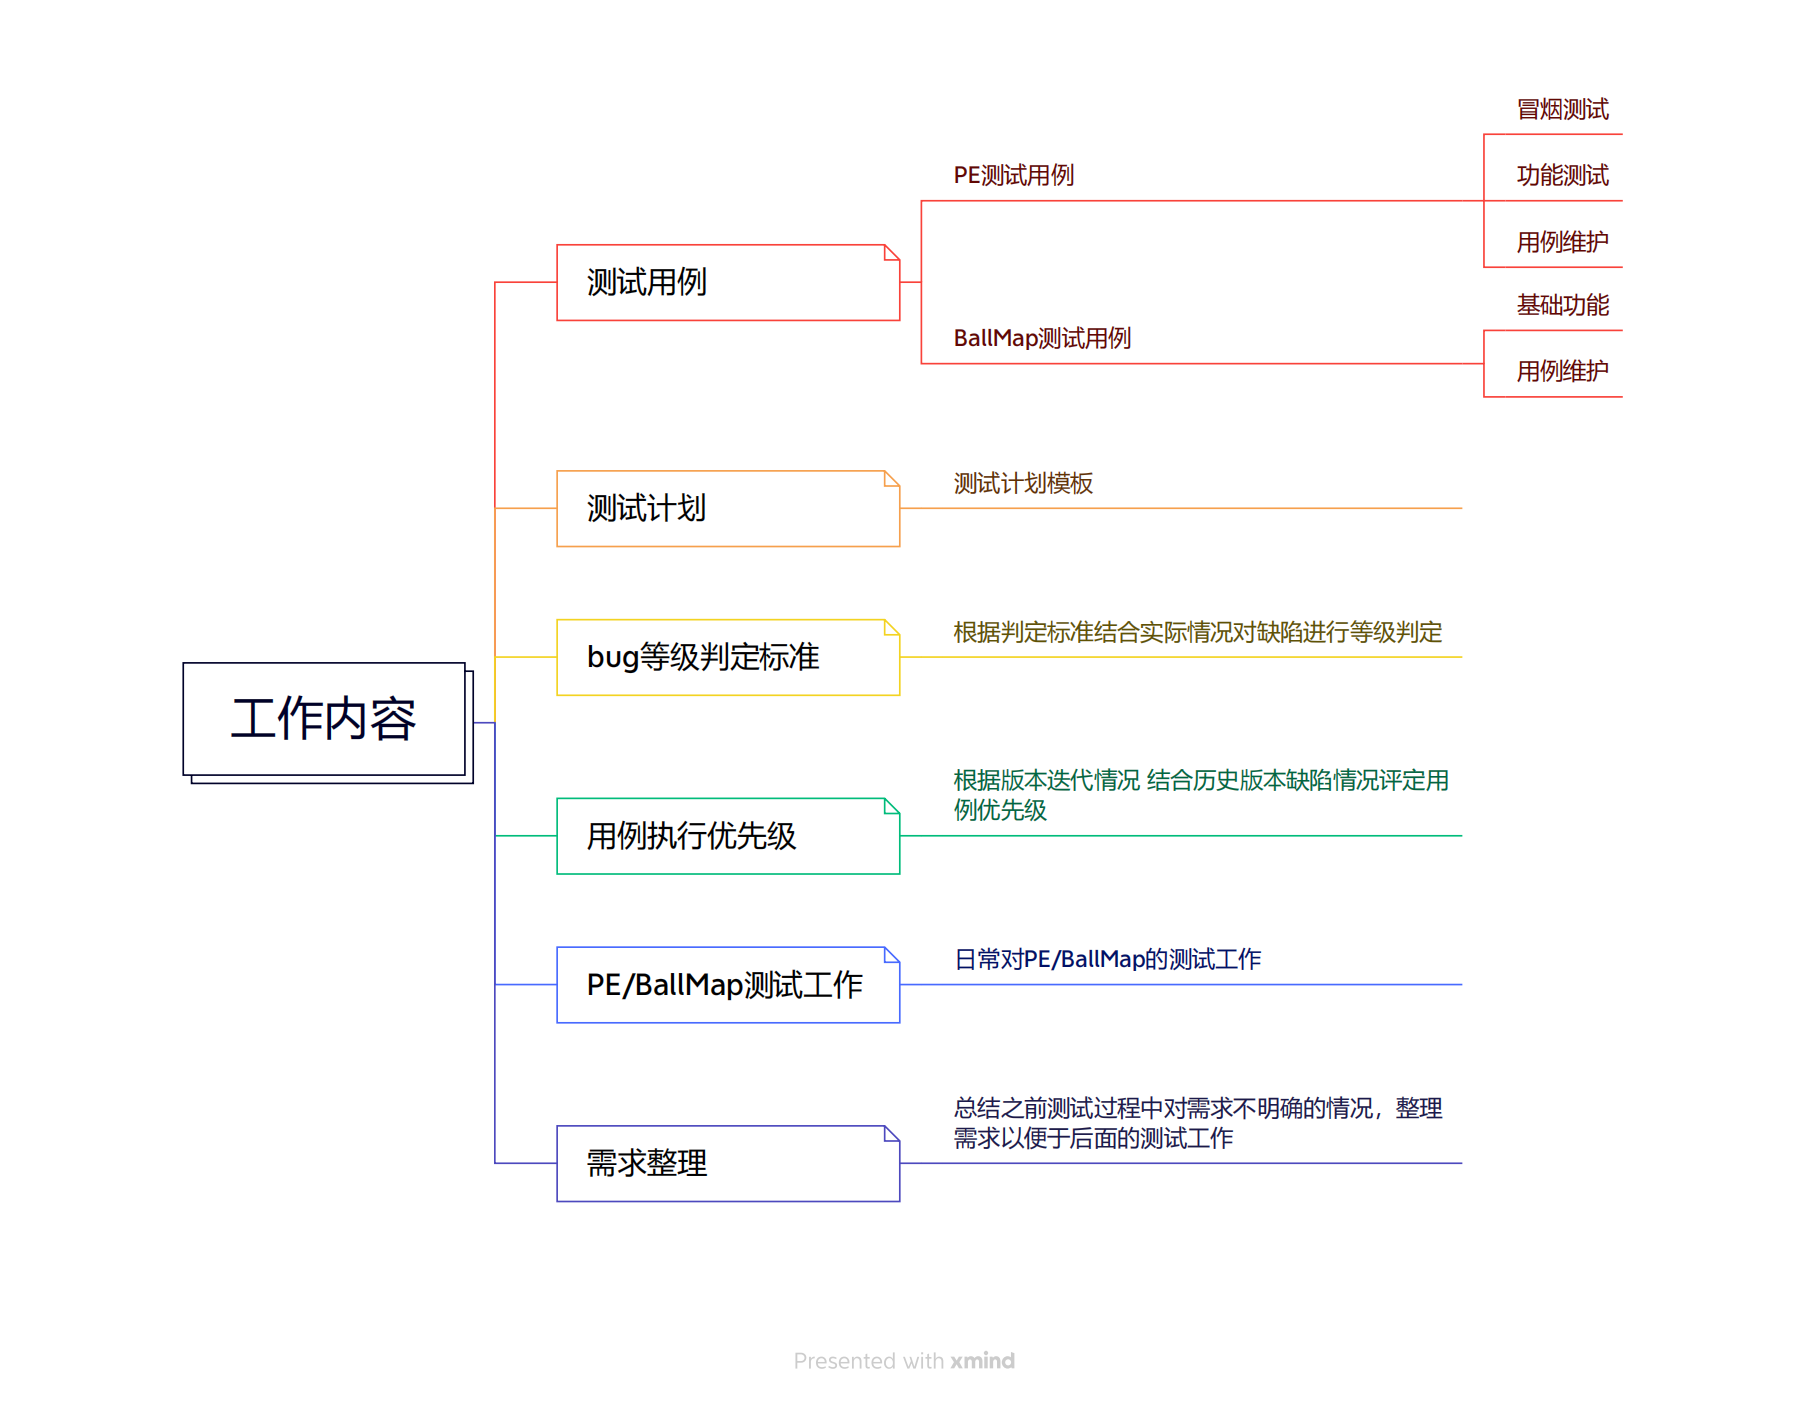 工作内容
测试用例
PE测试用例
冒烟测试
功能测试
用例维护
BallMap测试用例
基础功能
用例维护
测试计划
测试计划模板
bug等级判定标准
根据判定标准结合实际情况对缺陷进行等级判定
用例执行优先级
根据版本迭代情况 结合历史版本缺陷情况评定用
例优先级
PE/BallMap测试工作
日常对PE/BallMap的测试工作
需求整理
总结之前测试过程中对需求不明确的情况，整理
需求以便于后面的测试工作
Presented with xmind